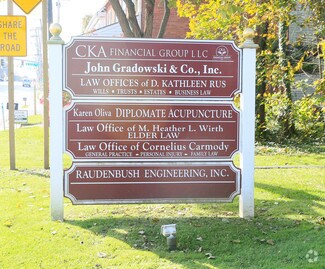 SHARE
THE
ROAD
CKA FINANCIAL GROUP LLC
John Gradowski & Co., Inc.
LAW OFFICES of D. KATHLEEN RUS
WILLS · TRUSTS · ESTATES · BUSINESS LAW
Karen Oliva DIPLOMATE ACUPUNCTURE
Law Office of M. Heather L. Wirth
ELDER LAW
Law Office of Cornelius Carmody
GENERAL PRACTICE - PERSONAL INJURY - FAMILY LAW
RAUDENBUSH ENGINEERING, INC.